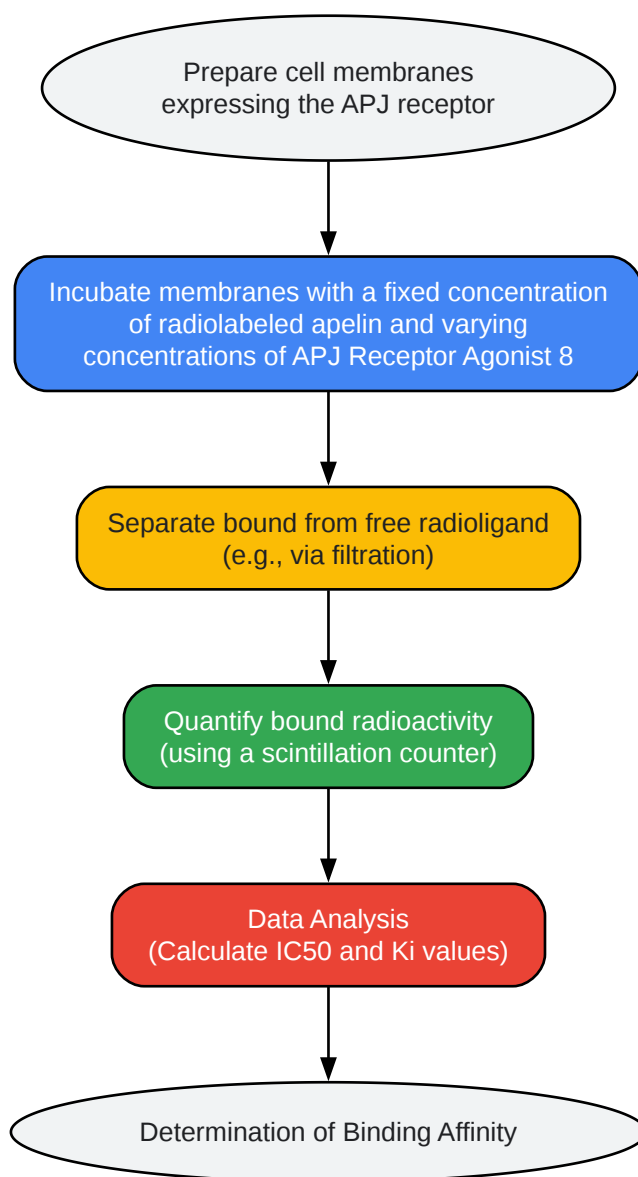 Prepare cell membranes
expressing the APJ receptor
Incubate membranes with a fixed concentration
of radiolabeled apelin and varying
concentrations of APJ Receptor Agonist 8
Separate bound from free radioligand
(e.g., via filtration)
Quantify bound radioactivity
(using a scintillation counter)
Data Analysis
(Calculate IC50 and Ki values)
Determination of Binding Affinity